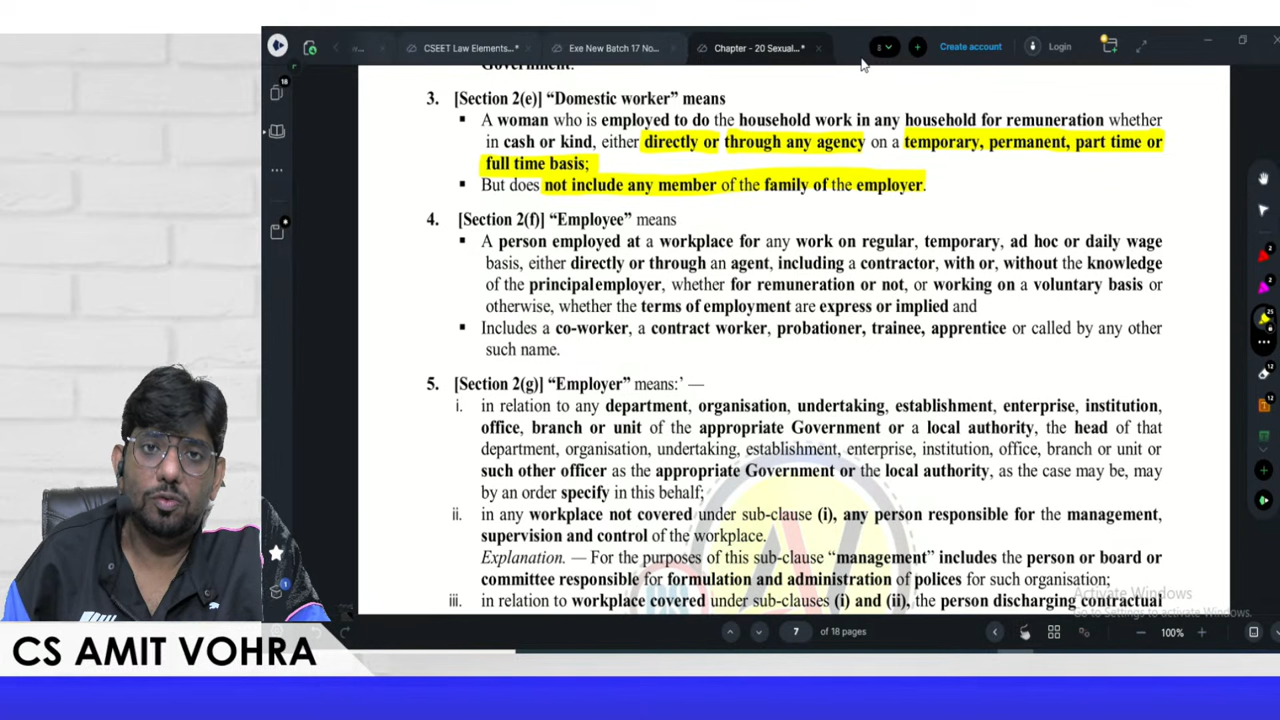 CSEET Law Elements...*
Exe New Batch 17 No...
Chapter - 20 Sexual...*
8
Create account
Login
Government.
3. [Section 2(e)] “Domestic worker” means
▪ A woman who is employed to do the household work in any household for remuneration whether
in cash or kind, either directly or through any agency on a temporary, permanent, part time or
full time basis;
▪ But does not include any member of the family of the employer.
4. [Section 2(f)] “Employee” means
▪ A person employed at a workplace for any work on regular, temporary, ad hoc or daily wage
basis, either directly or through an agent, including a contractor, with or, without the knowledge
of the principalemployer, whether for remuneration or not, or working on a voluntary basis or
otherwise, whether the terms of employment are express or implied and
▪ Includes a co-worker, a contract worker, probationer, trainee, apprentice or called by any other
such name.
5. [Section 2(g)] “Employer” means:’ —
i. in relation to any department, organisation, undertaking, establishment, enterprise, institution,
office, branch or unit of the appropriate Government or a local authority, the head of that
department, organisation, undertaking, establishment, enterprise, institution, office, branch or unit or
such other officer as the appropriate Government or the local authority, as the case may be, may
by an order specify in this behalf;
ii. in any workplace not covered under sub-clause (i), any person responsible for the management,
supervision and control of the workplace.
Explanation. — For the purposes of this sub-clause “management” includes the person or board or
committee responsible for formulation and administration of polices for such organisation;
iii. in relation to workplace covered under sub-clauses (i) and (ii), the person discharging contractual
Activate Windows
Go to Settings to activate Windows.
7 of 18 pages
100%
CS AMIT VOHRA